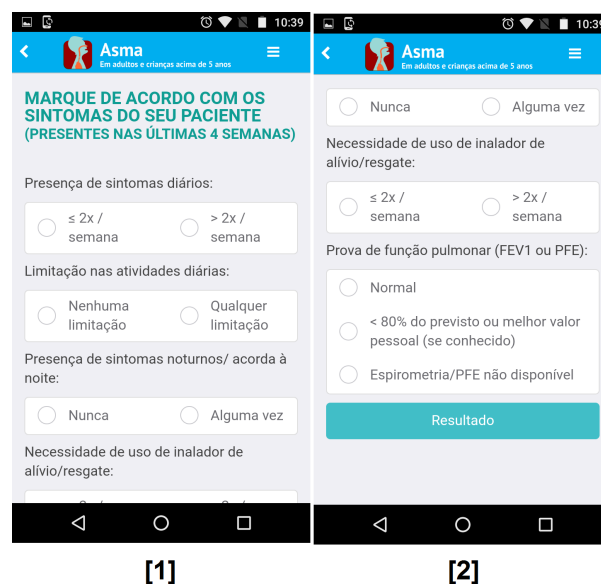 10:39
Asma
Em adultos e crianças acima de 5 anos
MARQUE DE ACORDO COM OS
SINTOMAS DO SEU PACIENTE
(PRESENTES NAS ÚLTIMAS 4 SEMANAS)
Presença de sintomas diários:
≤ 2x / semana
> 2x / semana
Limitação nas atividades diárias:
Nenhuma limitação
Qualquer limitação
Presença de sintomas noturnos/ acorda à
noite:
Nunca
Alguma vez
Necessidade de uso de inalador de
alívio/resgate:
[1]
10:39
Asma
Em adultos e crianças acima de 5 anos
Nunca
Alguma vez
Necessidade de uso de inalador de
alívio/resgate:
≤ 2x / semana
> 2x / semana
Prova de função pulmonar (FEV1 ou PFE):
Normal
< 80% do previsto ou melhor valor
pessoal (se conhecido)
Espirometria/PFE não disponível
Resultado
[2]